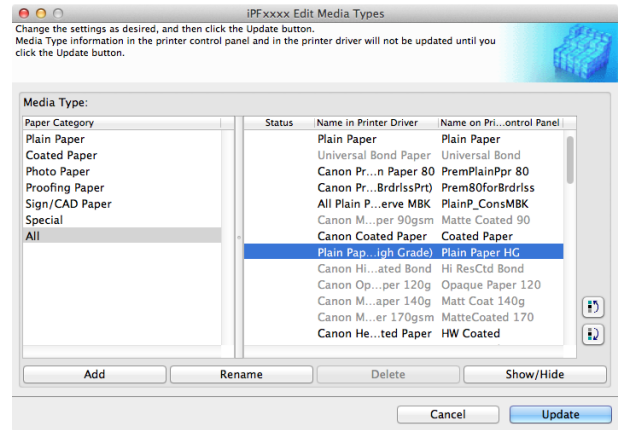 iPFxxxx Edit Media Types
Change the settings as desired, and then click the Update button.
Media Type information in the printer control panel and in the printer driver will not be updated until you
click the Update button.
Media Type:
Paper Category Status Name in Printer Driver Name on Pri...ontrol Panel
Plain Paper Plain Paper Plain Paper
Coated Paper Universal Bond Paper Universal Bond
Photo Paper Canon Pr...n Paper 80 PremPlainPpr 80
Proofing Paper Canon Pr...BrdrlssPrt) Prem80forBrdrlss
Sign/CAD Paper All Plain P...erve MBK PlainP_ConsMBK
Special Canon M...per 90gsm Matte Coated 90
All Canon Coated Paper Coated Paper
Plain Pap...igh Grade) Plain Paper HG
Canon Hi...ated Bond Hi ResCtd Bond
Canon Op...per 120g Opaque Paper 120
Canon M...aper 140g Matt Coat 140g
Canon M...er 170gsm MatteCoated 170
Canon He...ted Paper HW Coated
Add Rename Delete Show/Hide
Cancel Update